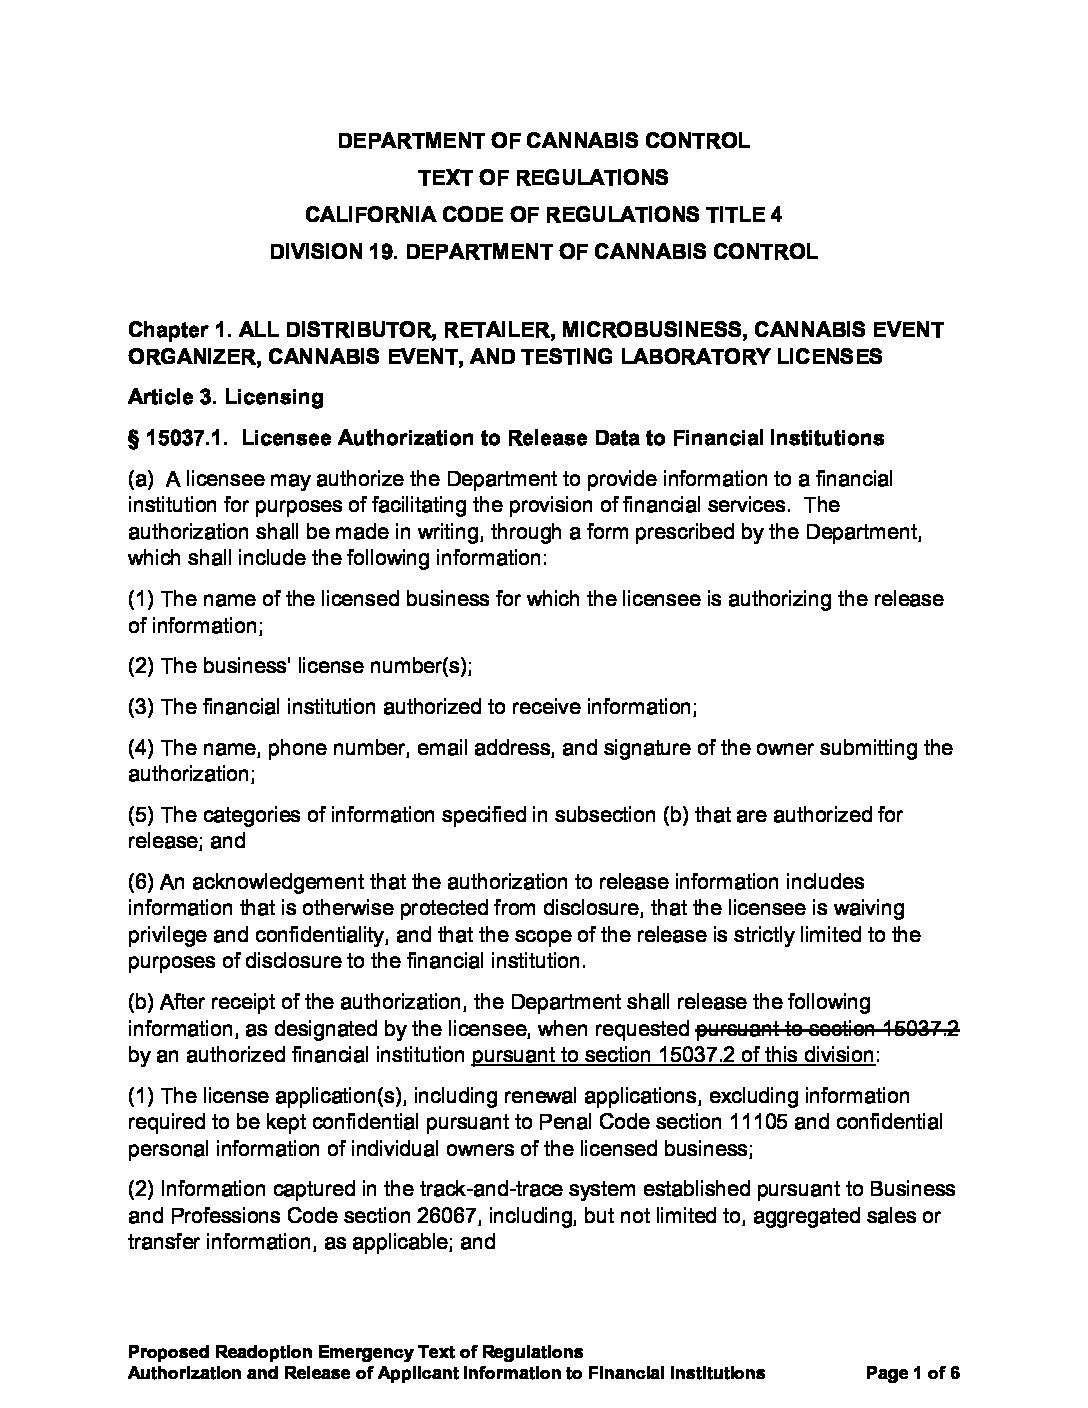 DEPARTMENT OF CANNABIS CONTROL
TEXT OF REGULATIONS
CALIFORNIA CODE OF REGULATIONS TITLE 4
DIVISION 19. DEPARTMENT OF CANNABIS CONTROL
Chapter 1. ALL DISTRIBUTOR, RETAILER, MICROBUSINESS, CANNABIS EVENT
ORGANIZER, CANNABIS EVENT, AND TESTING LABORATORY LICENSES
Article 3. Licensing
§ 15037.1.  Licensee Authorization to Release Data to Financial Institutions
(a)  A licensee may authorize the Department to provide information to a financial
institution for purposes of facilitating the provision of financial services.  The
authorization shall be made in writing, through a form prescribed by the Department,
which shall include the following information:
(1) The name of the licensed business for which the licensee is authorizing the release
of information;
(2) The business' license number(s);
(3) The financial institution authorized to receive information;
(4) The name, phone number, email address, and signature of the owner submitting the
authorization;
(5) The categories of information specified in subsection (b) that are authorized for
release; and
(6) An acknowledgement that the authorization to release information includes
information that is otherwise protected from disclosure, that the licensee is waiving
privilege and confidentiality, and that the scope of the release is strictly limited to the
purposes of disclosure to the financial institution.
(b) After receipt of the authorization, the Department shall release the following
information, as designated by the licensee, when requested pursuant to section 15037.2
by an authorized financial institution pursuant to section 15037.2 of this division:
(1) The license application(s), including renewal applications, excluding information
required to be kept confidential pursuant to Penal Code section 11105 and confidential
personal information of individual owners of the licensed business;
(2) Information captured in the track-and-trace system established pursuant to Business
and Professions Code section 26067, including, but not limited to, aggregated sales or
transfer information, as applicable; and
Proposed Readoption Emergency Text of Regulations
Authorization and Release of Applicant Information to Financial Institutions Page 1 of 6